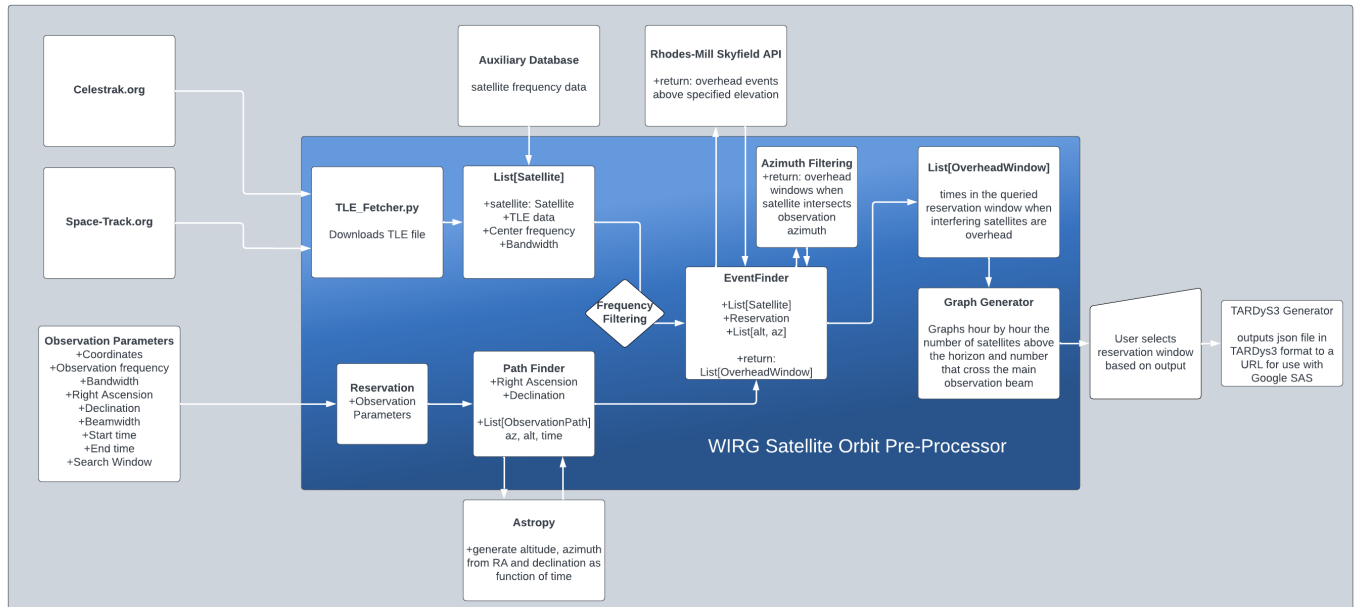 Celestrak.org
Space-Track.org
Observation Parameters
+Coordinates
+Observation frequency
+Bandwidth
+Right Ascension
+Declination
+Beamwidth
+Start time
+End time
+Search Window
Auxiliary Database
satellite frequency data
Rhodes-Mill Skyfield API
+return: overhead events
above specified elevation
TLE_Fetcher.py
Downloads TLE file
List[Satellite]
+satellite: Satellite
+TLE data
+Center frequency
+Bandwidth
Frequency
Filtering
Reservation
+Observation
Parameters
Path Finder
+Right Ascension
+Declination
+List[ObservationPath]
az, alt, time
Astropy
+generate altitude, azimuth
from RA and declination as
function of time
Azimuth Filtering
+return: overhead
windows when
satellite intersects
observation
azimuth
EventFinder
+List[Satellite]
+Reservation
+List[alt, az]
+return:
List[OverheadWindow]
List[OverheadWindow]
times in the queried
reservation window when
interfering satellites are
overhead
Graph Generator
Graphs hour by hour the
number of satellites above
the horizon and number
that cross the main
observation beam
WIRG Satellite Orbit Pre-Processor
User selects
reservation window
based on output
TARDyS3 Generator
outputs json file in
TARDys3 format to a
URL for use with
Google SAS